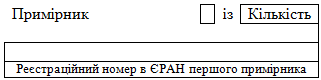 Примірник із Кількість
Реєстраційний номер в ЄРАН першого примірника